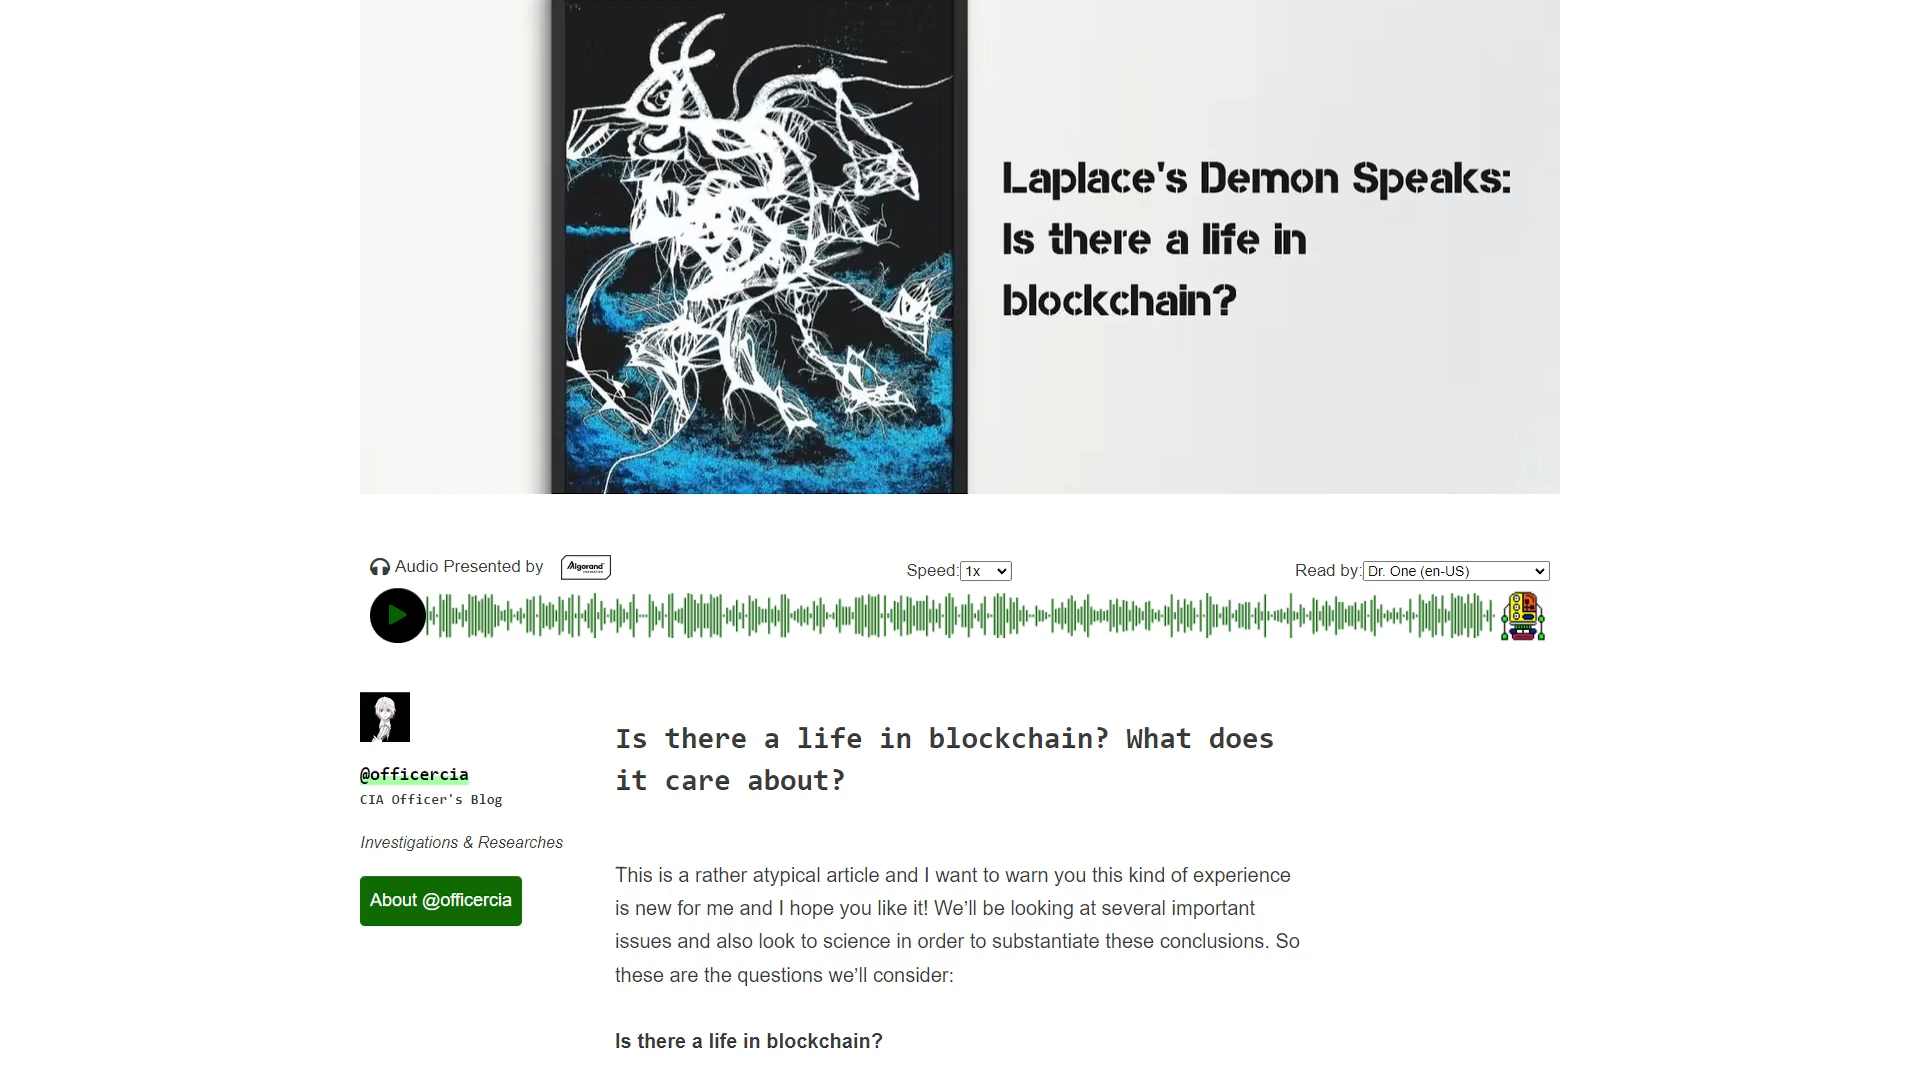 Laplace's Demon Speaks:
Is there a life in
blockchain?
Audio Presented by
Algorand
Speed: 1x
Read by: Dr. One (en-US)
@officercia
CIA Officer's Blog
Investigations & Researches
About @officercia
Is there a life in blockchain? What does
it care about?
This is a rather atypical article and I want to warn you this kind of experience
is new for me and I hope you like it! We’ll be looking at several important
issues and also look to science in order to substantiate these conclusions. So
these are the questions we’ll consider:
Is there a life in blockchain?